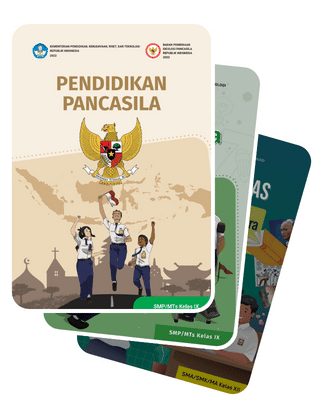 KEMENTERIAN PENDIDIKAN, KEBUDAYAAN, RISET, DAN TEKNOLOGI
REPUBLIK INDONESIA
2022
BADAN PEMBINAAN
IDEOLOGI PANCASILA
REPUBLIK INDONESIA
2022
PENDIDIKAN
PANCASILA
SMP/MTs Kelas IX
SMP/MTs Kelas IX
SMA/SMK/MA Kelas XII